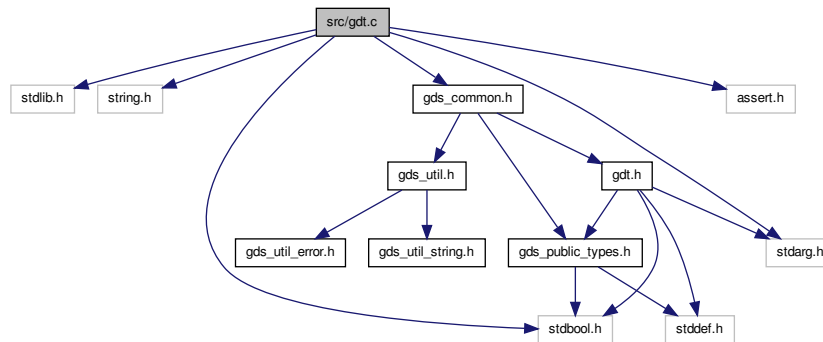 src/gdt.c
stdlib.h
string.h
gds_common.h
assert.h
gds_util.h
gdt.h
gds_util_error.h
gds_util_string.h
gds_public_types.h
stdarg.h
stdbool.h
stddef.h